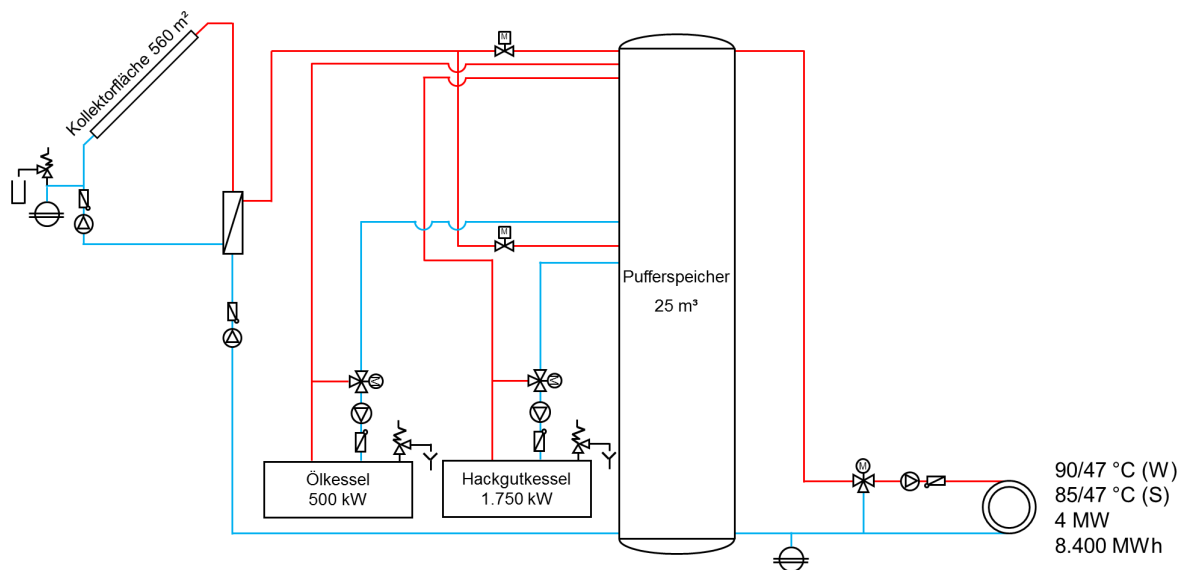 Kollektorfläche 560 m²
M
M
Pufferspeicher
25 m³
M
M
Ölkessel
500 kW
Hackgutkessel
1.750 kW
M
90/47 °C (W)
85/47 °C (S)
4 MW
8.400 MWh